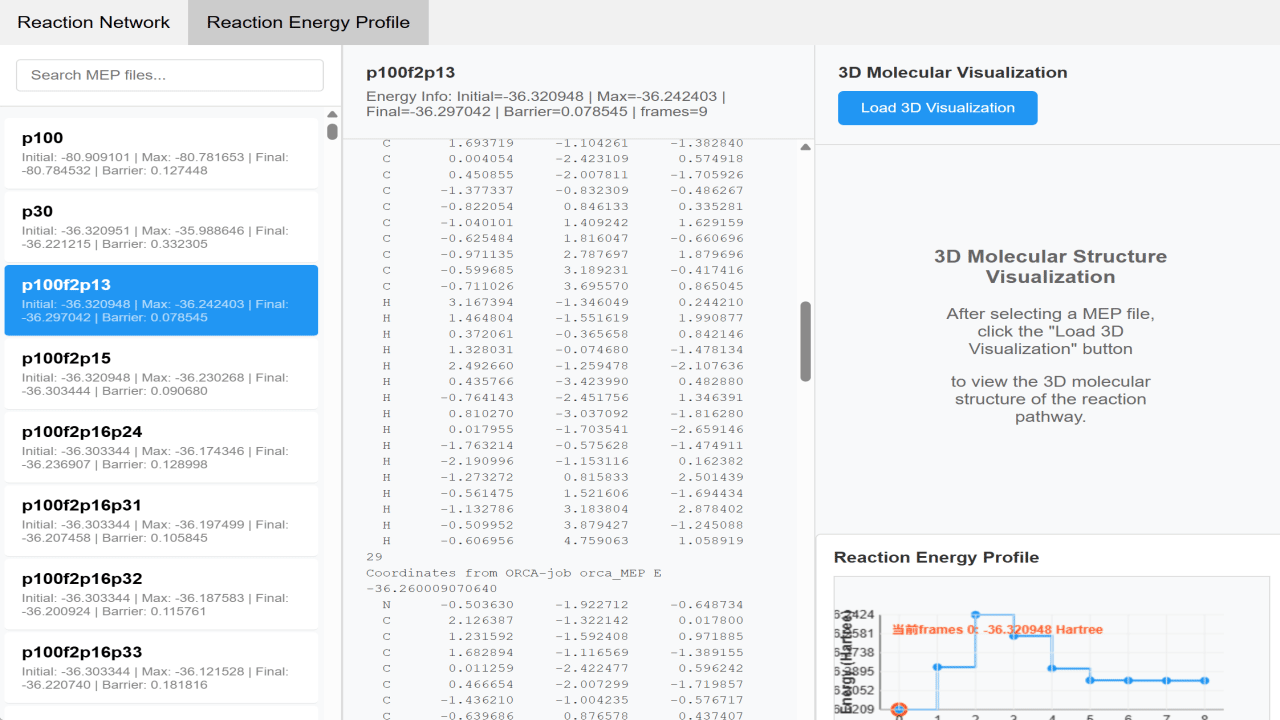 Reaction Network
Reaction Energy Profile
Search MEP files...
p100
Initial: -80.909101 | Max: -80.781653 | Final:
-80.784532 | Barrier: 0.127448
p30
Initial: -36.320951 | Max: -35.988646 | Final:
-36.221215 | Barrier: 0.332305
p100f2p13
Initial: -36.320948 | Max: -36.242403 | Final:
-36.297042 | Barrier: 0.078545
p100f2p15
Initial: -36.320948 | Max: -36.230268 | Final:
-36.303444 | Barrier: 0.090680
p100f2p16p24
Initial: -36.303344 | Max: -36.174346 | Final:
-36.236907 | Barrier: 0.128998
p100f2p16p31
Initial: -36.303344 | Max: -36.197499 | Final:
-36.207458 | Barrier: 0.105845
p100f2p16p32
Initial: -36.303344 | Max: -36.187583 | Final:
-36.200924 | Barrier: 0.115761
p100f2p16p33
Initial: -36.303344 | Max: -36.121528 | Final:
-36.220740 | Barrier: 0.181816
p100f2p13
Energy Info: Initial=-36.320948 | Max=-36.242403 |
Final=-36.297042 | Barrier=0.078545 | frames=9
C 1.693719 -1.104261 -1.382840
C 0.004054 -2.423109 0.574918
C 0.450855 -2.007811 -1.705926
C -1.377337 -0.832309 -0.486267
C -0.822054 0.846133 0.335281
C -1.040101 1.409242 1.629159
C -0.625484 1.816047 -0.660696
C -0.971135 2.787697 1.879696
C -0.599685 3.189231 -0.417416
C -0.711026 3.695570 0.865045
H 3.167394 -1.346049 0.244210
H 1.464804 -1.551619 1.990877
H 0.372061 -0.365658 0.842146
H 1.328031 -0.074680 -1.478134
H 2.492660 -1.259478 -2.107636
H 0.435766 -3.423990 0.482880
H -0.764143 -2.451756 1.346391
H 0.810270 -3.037092 -1.816280
H 0.017955 -1.703541 -2.659146
H -1.763214 -0.575628 -1.474911
H -2.190996 -1.153116 0.162382
H -1.273272 0.815833 2.501439
H -0.561475 1.521606 -1.694434
H -1.132786 3.183804 2.878402
H -0.509952 3.879427 -1.245088
H -0.606956 4.759063 1.058919
29
Coordinates from ORCA-job orca_MEP E
-36.260009070640
N -0.503630 -1.922712 -0.648734
C 2.126387 -1.322142 0.017800
C 1.231592 -1.592408 0.971885
C 1.682894 -1.116569 -1.389155
C 0.011259 -2.422477 0.596242
C 0.466654 -2.007299 -1.719857
C -1.436210 -1.004235 -0.576717
C -0.639686 0.876578 0.437407
3D Molecular Visualization
Load 3D Visualization
3D Molecular Structure
Visualization
After selecting a MEP file,
click the "Load 3D
Visualization" button
to view the 3D molecular
structure of the reaction
pathway.
Reaction Energy Profile
Energy (Hartree)
6.2424
6.2581
6.2738
6.2895
6.3052
6.3209
当前frames 0: -36.320948 Hartree
0 1 2 3 4 5 6 7 8